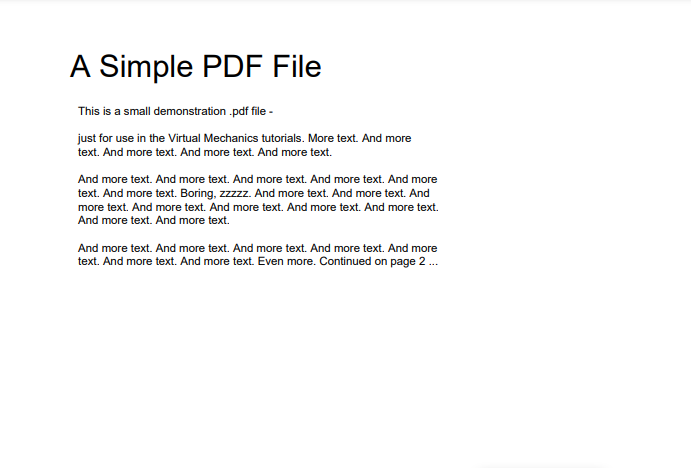 A Simple PDF File
This is a small demonstration .pdf file -
just for use in the Virtual Mechanics tutorials. More text. And more
text. And more text. And more text. And more text.
And more text. And more text. And more text. And more text. And more
text. And more text. Boring, zzzzz. And more text. And more text. And
more text. And more text. And more text. And more text. And more text.
And more text. And more text.
And more text. And more text. And more text. And more text. And more
text. And more text. And more text. Even more. Continued on page 2 ...